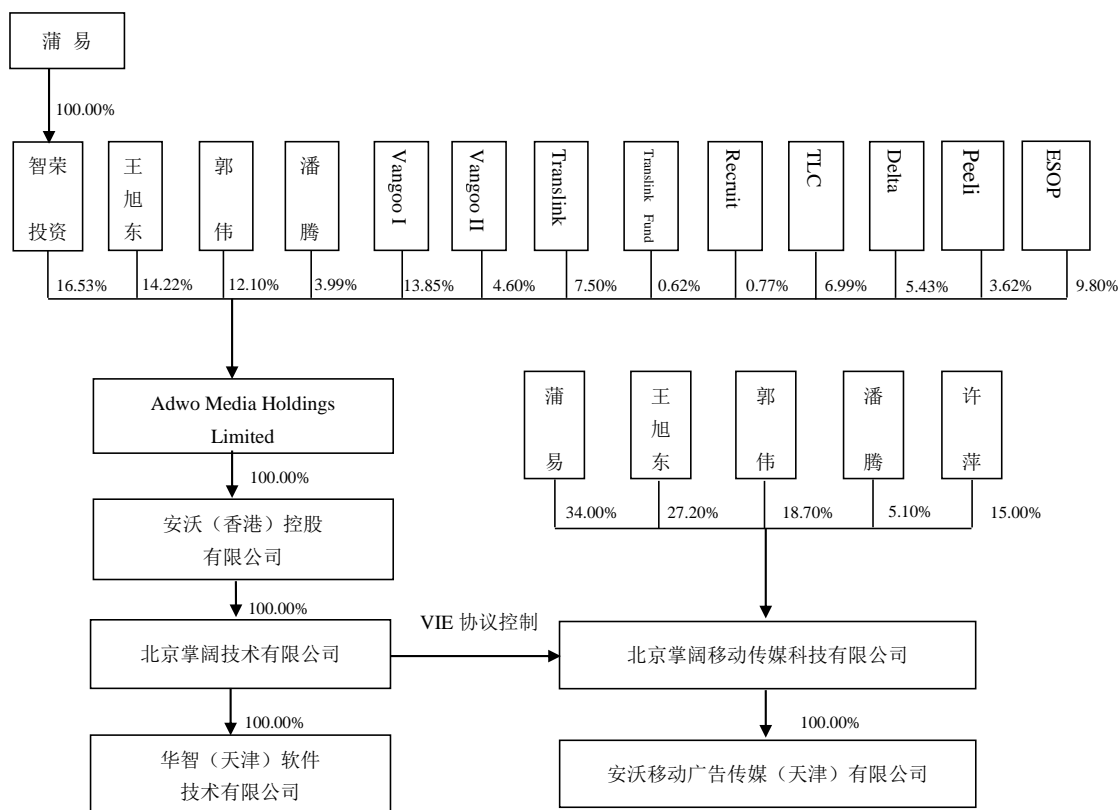 蒲 易
100.00%
智荣
投资
王旭东
郭伟
潘腾
Vangoo I
Vangoo II
Translink
Translink Fund
Recruit
TLC
Delta
Peeli
ESOP
16.53%
14.22%
12.10%
3.99%
13.85%
4.60%
7.50%
0.62%
0.77%
6.99%
5.43%
3.62%
9.80%
Adwo Media Holdings
Limited
蒲易
王旭东
郭伟
潘腾
许萍
34.00%
27.20%
18.70%
5.10%
15.00%
100.00%
安沃（香港）控股
有限公司
100.00%
VIE 协议控制
北京掌阔技术有限公司
北京掌阔移动传媒科技有限公司
100.00%
100.00%
华智（天津）软件
技术有限公司
安沃移动广告传媒（天津）有限公司